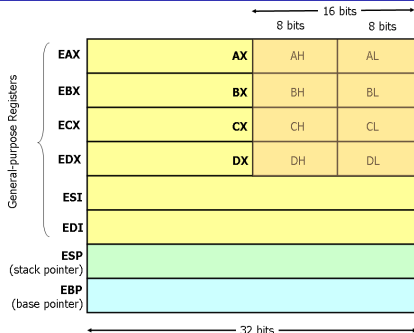 16 bits
8 bits 8 bits
EAX AX AH AL
EBX BX BH BL
ECX CX CH CL
EDX DX DH DL
ESI
EDI
ESP
(stack pointer)
EBP
(base pointer)
32 bits
General-purpose Registers